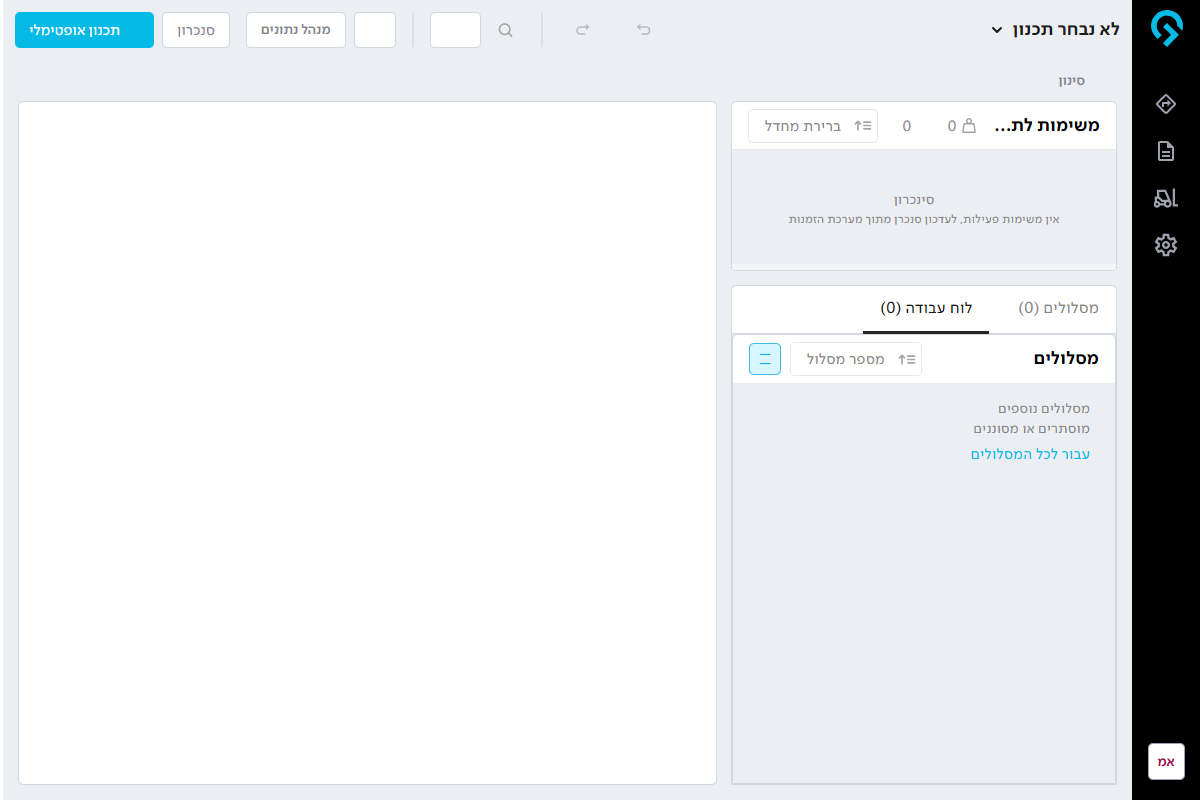 לא נבחר תכנון
מנהל נתונים
סנכרון
תכנון אופטימלי
סינון
משימות לת...
0
0
ברירת מחדל
סינכרון
אין משימות פעילות, לעדכון סנכרן מתוך מערכת הזמנות
מסלולים (0)
לוח עבודה (0)
מסלולים
מספר מסלול
מסלולים נוספים
מוסתרים או מסוננים
עבור לכל המסלולים
אמ